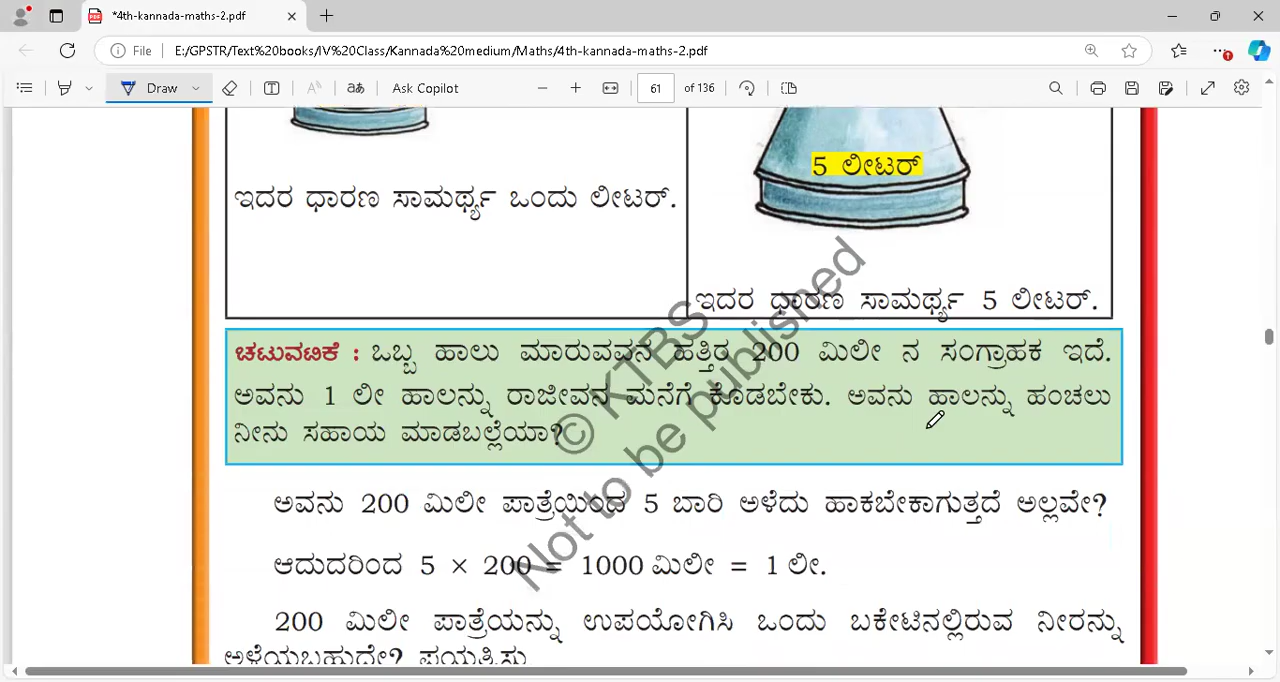 *4th-kannada-maths-2.pdf
File E:/GPSTR/Text%20books/IV%20Class/Kannada%20medium/Maths/4th-kannada-maths-2.pdf
Draw Ask Copilot 61 of 136
5 ಲೀಟರ್
ಇದರ ಧಾರಣ ಸಾಮರ್ಥ್ಯ ಒಂದು ಲೀಟರ್.
ಇದರ ಧಾರಣ ಸಾಮರ್ಥ್ಯ 5 ಲೀಟರ್.
ಚಟುವಟಿಕೆ : ಒಬ್ಬ ಹಾಲು ಮಾರುವವನ ಹತ್ತಿರ 200 ಮಿಲೀ ನ ಸಂಗ್ರಾಹಕ ಇದೆ.
ಅವನು 1 ಲೀ ಹಾಲನ್ನು ರಾಜೀವನ ಮನೆಗೆ ಕೊಡಬೇಕು. ಅವನು ಹಾಲನ್ನು ಹಂಚಲು
ನೀನು ಸಹಾಯ ಮಾಡಬಲ್ಲೆಯಾ?
ಅವನು 200 ಮಿಲೀ ಪಾತ್ರೆಯಿಂದ 5 ಬಾರಿ ಅಳೆದು ಹಾಕಬೇಕಾಗುತ್ತದೆ ಅಲ್ಲವೇ?
ಆದುದರಿಂದ 5 × 200 = 1000 ಮಿಲೀ = 1 ಲೀ.
200 ಮಿಲೀ ಪಾತ್ರೆಯನ್ನು ಉಪಯೋಗಿಸಿ ಒಂದು ಬಕೇಟಿನಲ್ಲಿರುವ ನೀರನ್ನು
ಅಳೆಯಬಹುದೇ? ಪ್ರಯತ್ನಿಸು
© KTBS
Not to be published